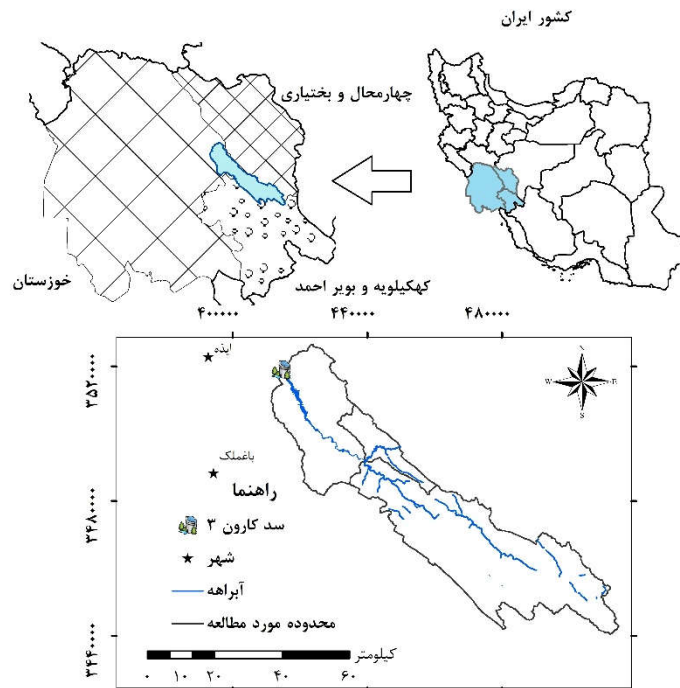 کشور ایران
چهارمحال و بختیاری
خوزستان
کهکیلویه و بویر احمد
۴۰۰۰۰۰ ۴۴۰۰۰۰ ۴۸۰۰۰۰
۳۵۲۰۰۰۰
۳۴۸۰۰۰۰
۳۴۴۰۰۰۰
ایذه
N
W E
S
باغملک
راهنما
سد کارون ۳
شهر
آبراهه
محدوده مورد مطالعه
کیلومتر
۰ ۱۰ ۲۰ ۴۰ ۶۰